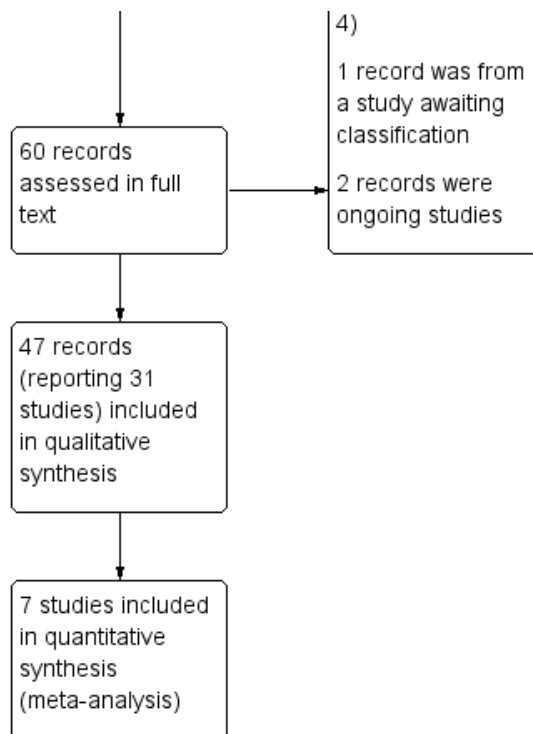 4)
1 record was from
a study awaiting
classification
2 records were
ongoing studies
60 records
assessed in full
text
47 records
(reporting 31
studies) included
in qualitative
synthesis
7 studies included
in quantitative
synthesis
(meta-analysis)